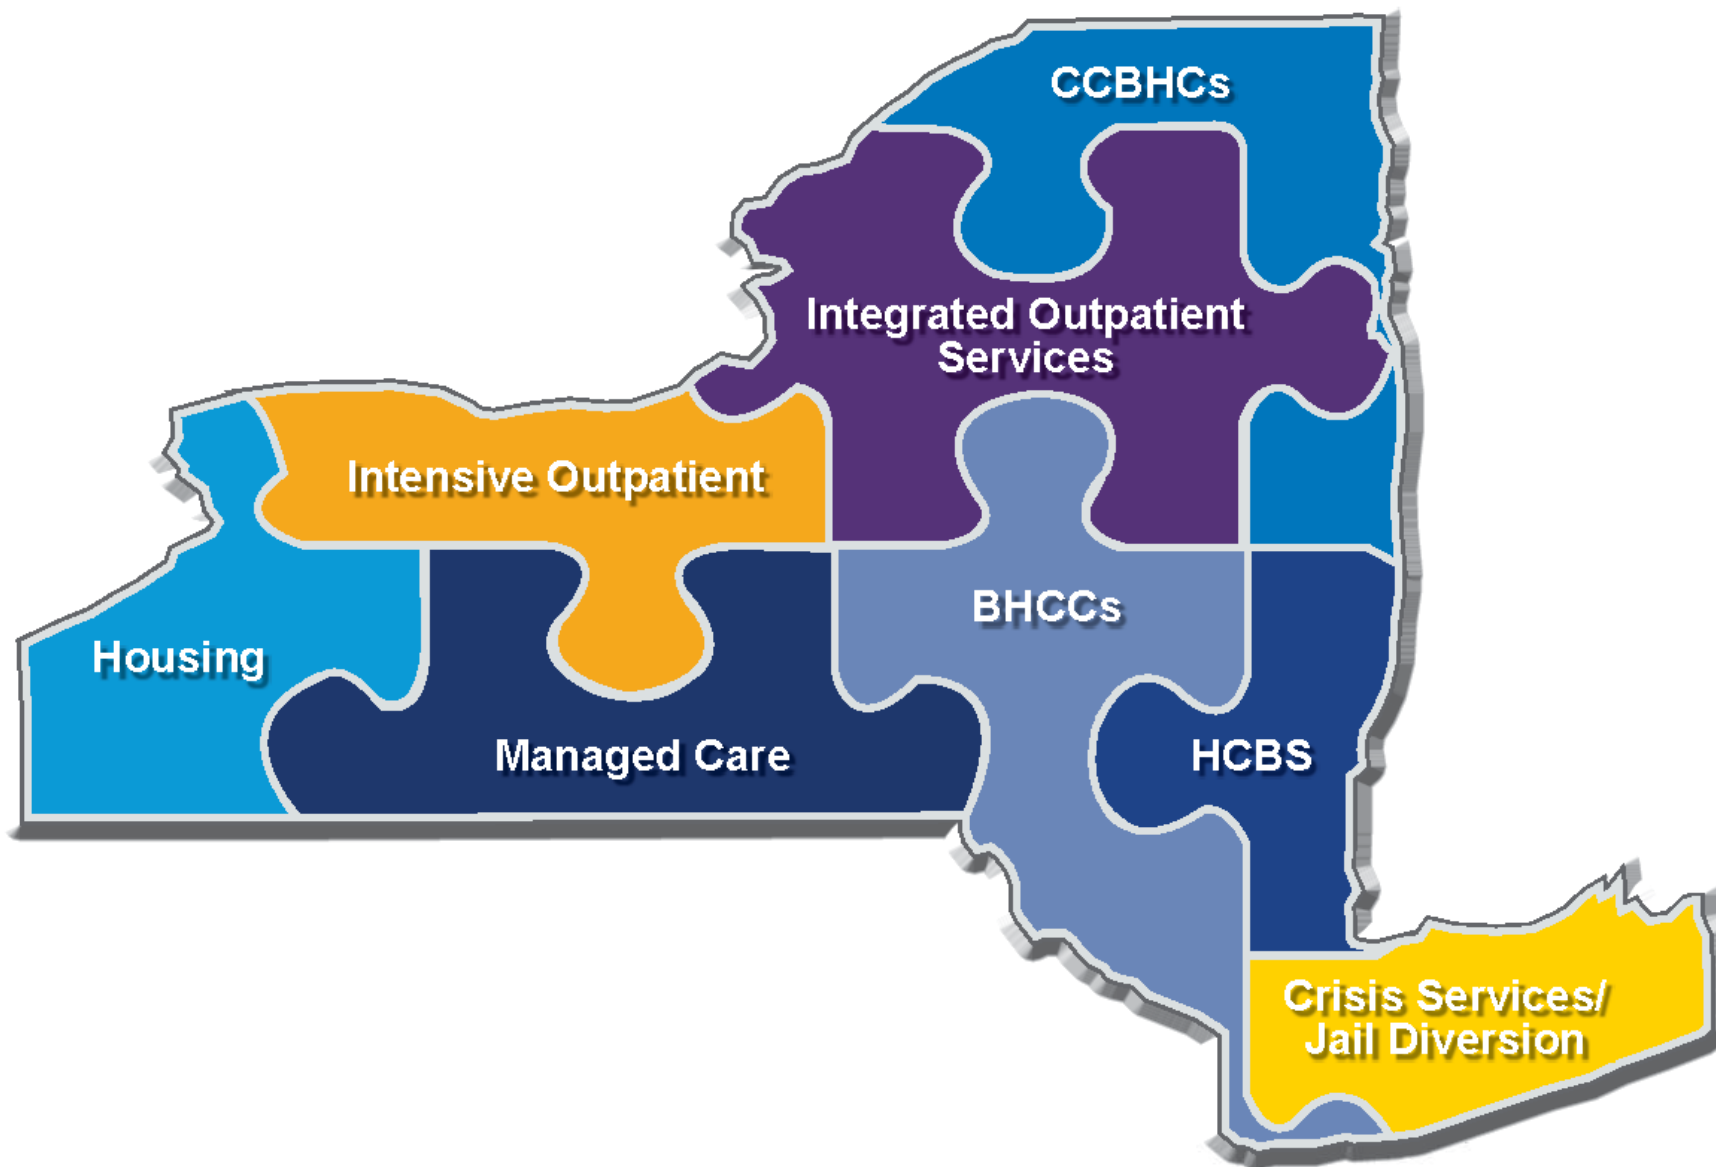 CCBHCs
Integrated Outpatient
Services
Intensive Outpatient
BHCCs
Housing
Managed Care
HCBS
Crisis Services/
Jail Diversion